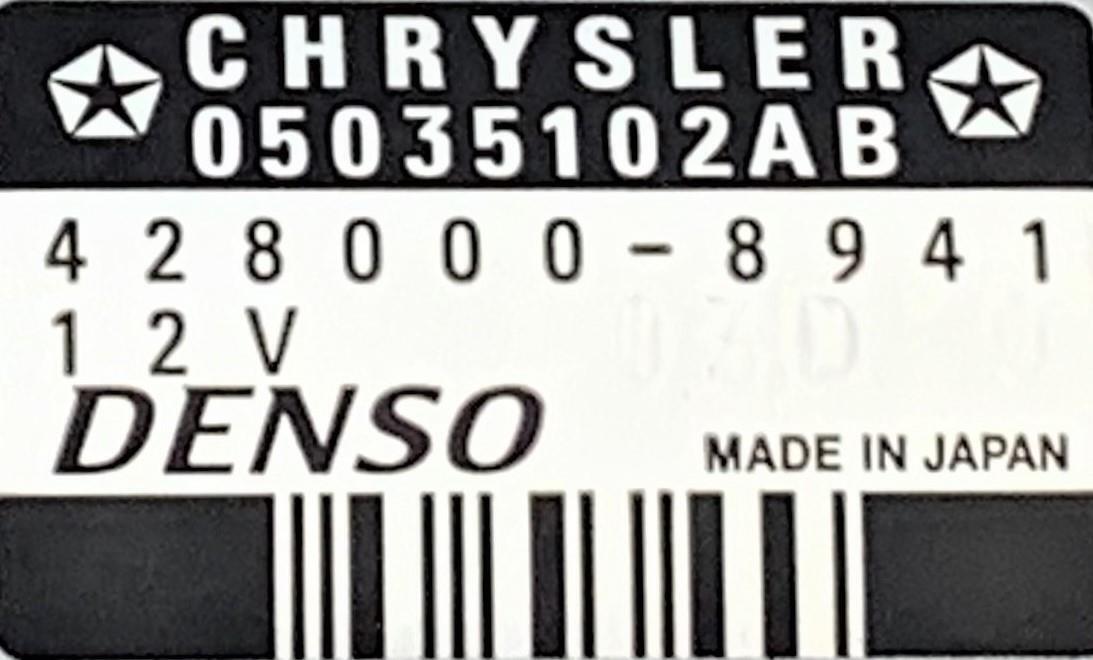 CHRYSLER
05035102AB
428000-8941
12V
DENSO
MADE IN JAPAN